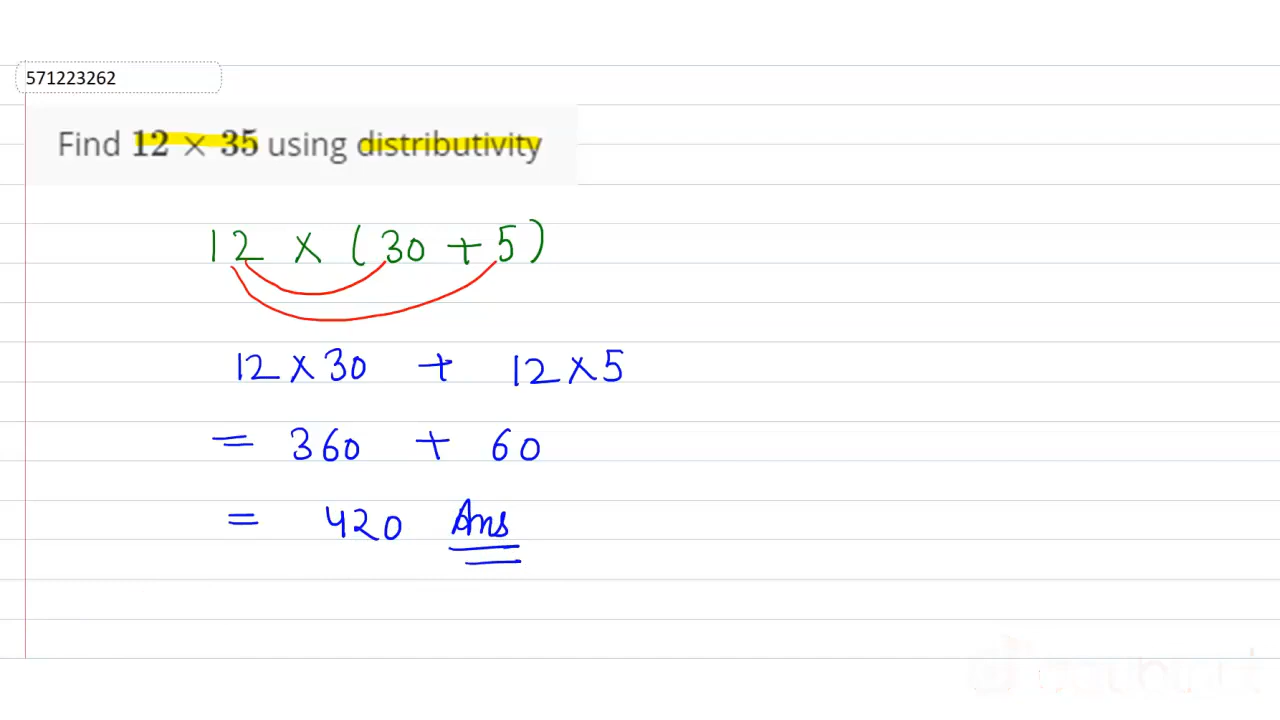 571223262
Find 12 × 35 using distributivity
12 × (30 + 5)
12 × 30 + 12 × 5
= 360 + 60
= 420 Ans